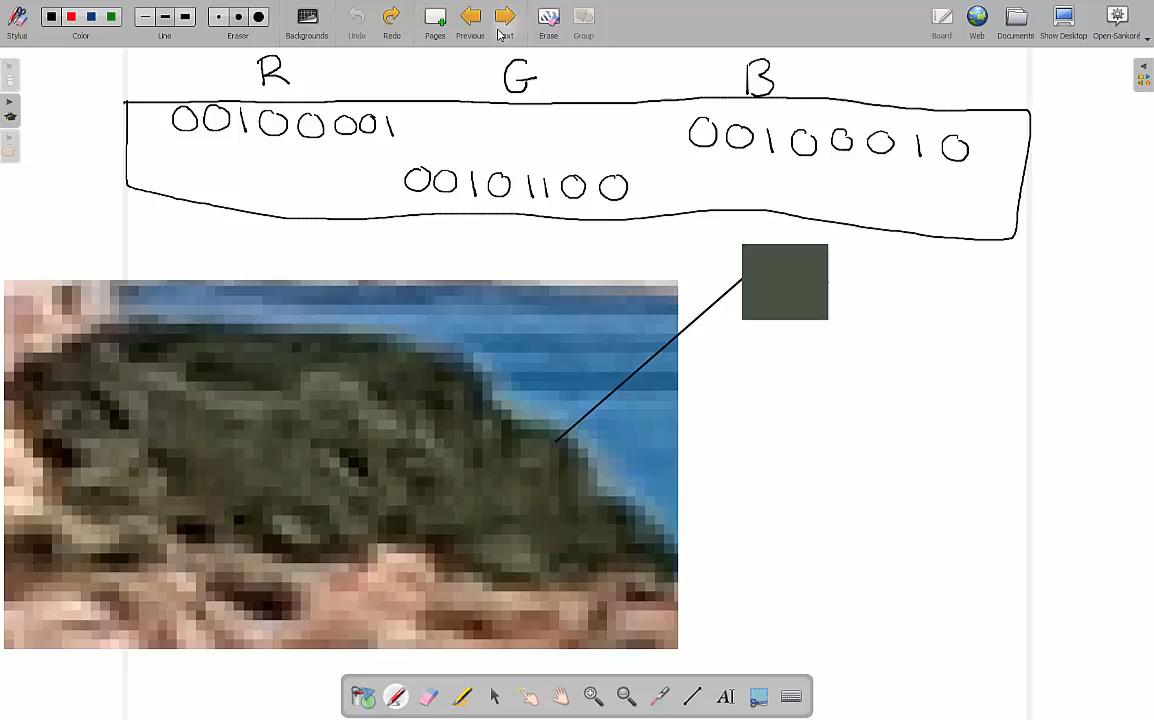 Stylus
Color
Line
Eraser
Backgrounds
Undo
Redo
Pages
Previous
Erase
Group
Board
Web
Documents
Show Desktop
Open-Sankoré
R G B
00100001
00100010
00101100
AI